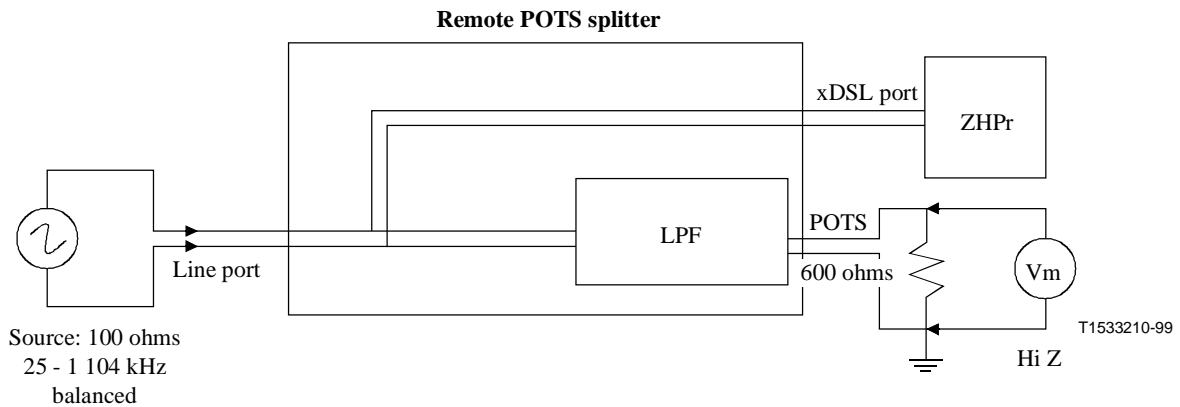 Remote POTS splitter
xDSL port
ZHPr
LPF
POTS
600 ohms
Vm
Line port
Source: 100 ohms
25 - 1 104 kHz
balanced
Hi Z
T1533210-99